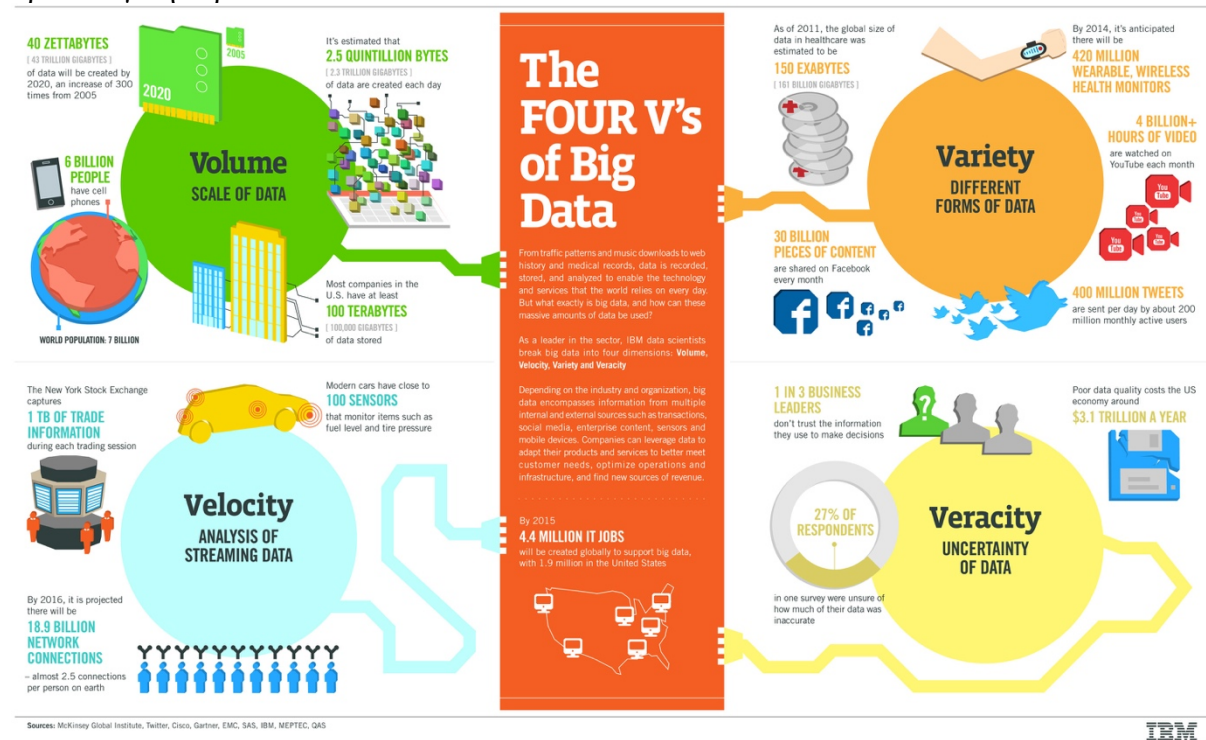 40 ZETTABYTES
[ 43 TRILLION GIGABYTES ]
of data will be created by
2020, an increase of 300
times from 2005
2020
2005
It's estimated that
2.5 QUINTILLION BYTES
[ 2.3 TRILLION GIGABYTES ]
of data are created each day
6 BILLION
PEOPLE
have cell
phones
WORLD POPULATION: 7 BILLION
Volume
SCALE OF DATA
Most companies in the
U.S. have at least
100 TERABYTES
[ 100,000 GIGABYTES ]
of data stored
The New York Stock Exchange
captures
1 TB OF TRADE
INFORMATION
during each trading session
Modern cars have close to
100 SENSORS
that monitor items such as
fuel level and tire pressure
Velocity
ANALYSIS OF
STREAMING DATA
By 2016, it is projected
there will be
18.9 BILLION
NETWORK
CONNECTIONS
– almost 2.5 connections
per person on earth
The
FOUR V's
of Big
Data
From traffic patterns and music downloads to web
history and medical records, data is recorded,
stored, and analyzed to enable the technology
and services that the world relies on every day.
But what exactly is big data, and how can these
massive amounts of data be used?
As a leader in the sector, IBM data scientists
break big data into four dimensions: Volume,
Velocity, Variety and Veracity
Depending on the industry and organization, big
data encompasses information from multiple
internal and external sources such as transactions,
social media, enterprise content, sensors and
mobile devices. Companies can leverage data to
adapt their products and services to better meet
customer needs, optimize operations and
infrastructure, and find new sources of revenue.
By 2015
4.4 MILLION IT JOBS
will be created globally to support big data,
with 1.9 million in the United States
As of 2011, the global size of
data in healthcare was
estimated to be
150 EXABYTES
[ 161 BILLION GIGABYTES ]
By 2014, it's anticipated
there will be
420 MILLION
WEARABLE, WIRELESS
HEALTH MONITORS
4 BILLION+
HOURS OF VIDEO
are watched on
YouTube each month
You
Tube
You
Tube
You
Tube
You
Tube
Variety
DIFFERENT
FORMS OF DATA
30 BILLION
PIECES OF CONTENT
are shared on Facebook
every month
f
f
f
f
f
f
400 MILLION TWEETS
are sent per day by about 200
million monthly active users
1 IN 3 BUSINESS
LEADERS
don't trust the information
they use to make decisions
?
Poor data quality costs the US
economy around
$3.1 TRILLION A YEAR
27% OF
RESPONDENTS
in one survey were unsure of
how much of their data was
inaccurate
Veracity
UNCERTAINTY
OF DATA
Sources: McKinsey Global Institute, Twitter, Cisco, Gartner, EMC, SAS, IBM, MEPTEC, QAS
IBM